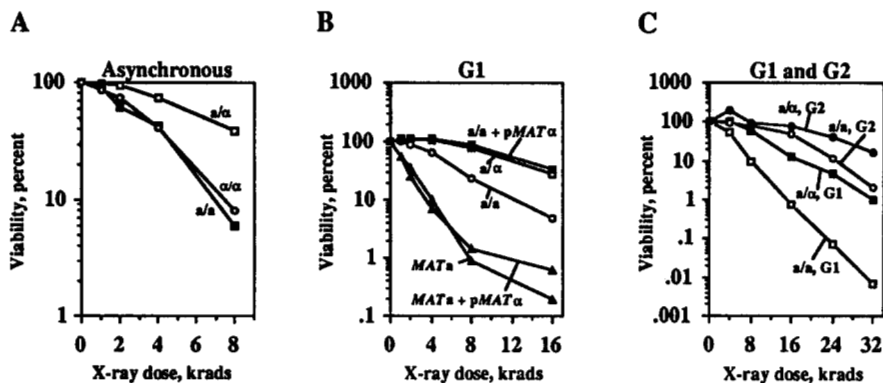 A
Asynchronous
100
10
1
Viability, percent
a/α
α/α
a/a
0 2 4 6 8
X-ray dose, krads
B
G1
1000
100
10
1
.1
Viability, percent
a/a + pMATα
a/α
a/a
MATa
MATa + pMATα
0 4 8 12 16
X-ray dose, krads
C
G1 and G2
1000
100
10
1
.1
.01
.001
Viability, percent
a/α, G2
a/a, G2
a/α, G1
a/a, G1
0 8 16 24 32
X-ray dose, krads